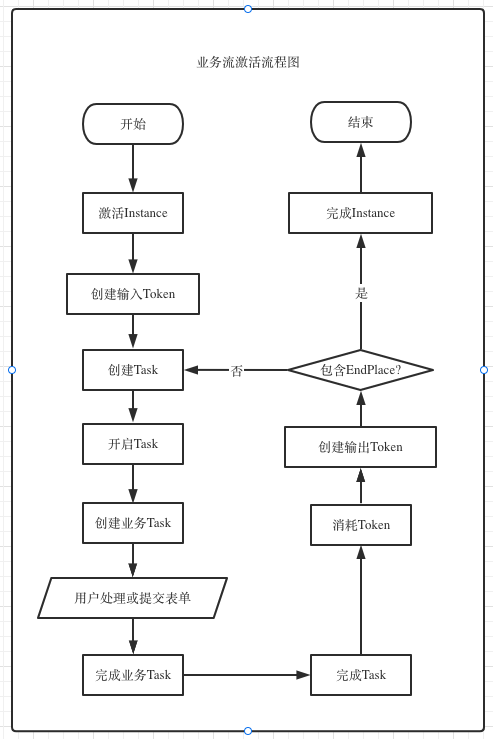 业务流激活流程图
开始
激活Instance
创建输入Token
创建Task
开启Task
创建业务Task
用户处理或提交表单
完成业务Task
完成Task
消耗Token
创建输出Token
包含EndPlace?
否
是
完成Instance
结束